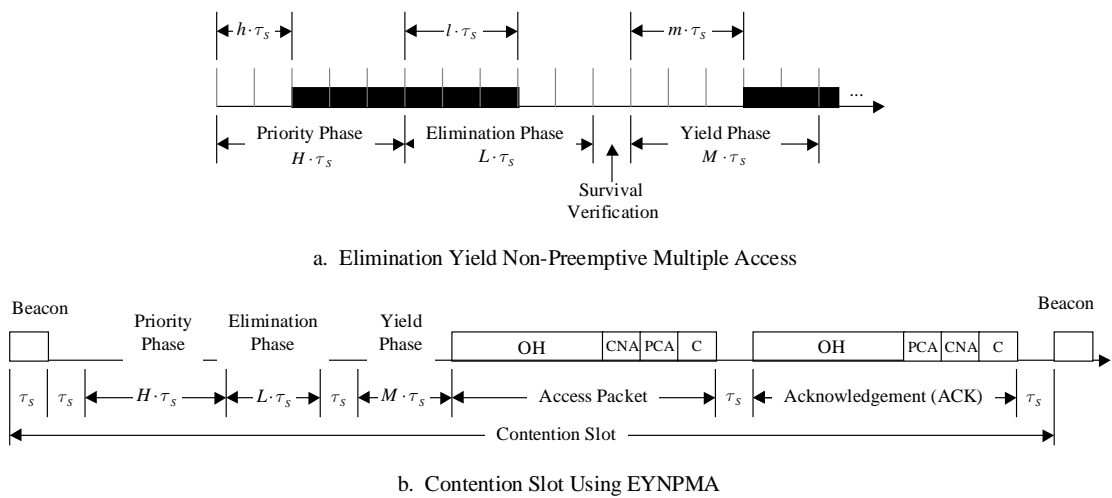 h·τs l·τs m·τs
...
Priority Phase Elimination Phase Yield Phase
H·τs L·τs M·τs
Survival
Verification
a. Elimination Yield Non-Preemptive Multiple Access
Beacon Beacon
Priority Elimination Yield
Phase Phase Phase
OH CNA PCA C OH PCA CNA C
τs τs H·τs L·τs τs M·τs Access Packet τs Acknowledgement (ACK) τs
Contention Slot
b. Contention Slot Using EYNPMA